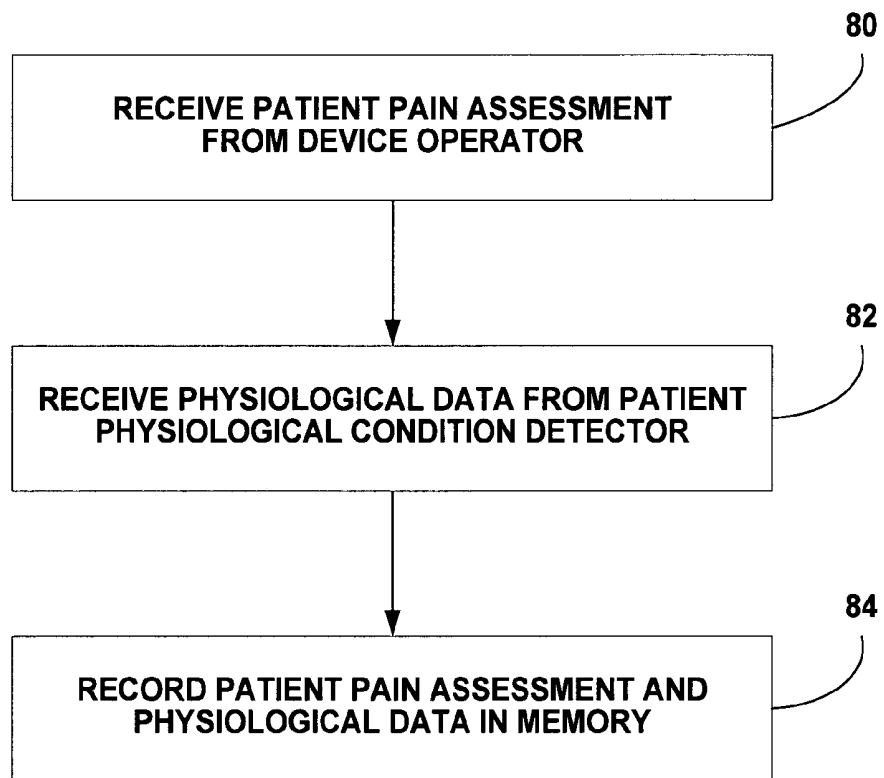 80
RECEIVE PATIENT PAIN ASSESSMENT
FROM DEVICE OPERATOR
82
RECEIVE PHYSIOLOGICAL DATA FROM PATIENT
PHYSIOLOGICAL CONDITION DETECTOR
84
RECORD PATIENT PAIN ASSESSMENT AND
PHYSIOLOGICAL DATA IN MEMORY